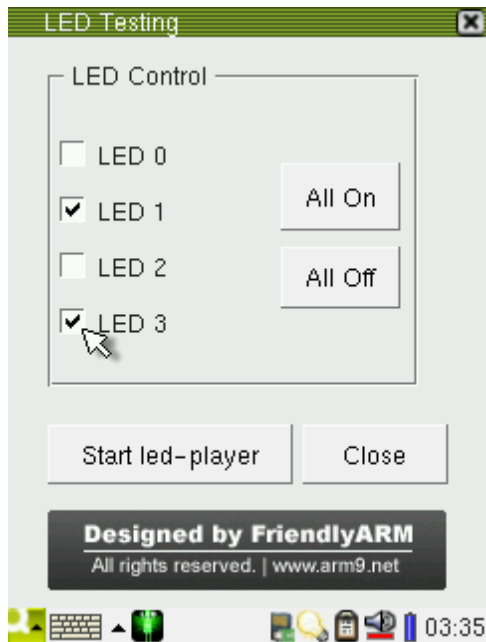 LED Testing
LED Control
LED 0
LED 1
LED 2
LED 3
All On
All Off
Start led-player
Close
Designed by FriendlyARM
All rights reserved. | www.arm9.net
03:35